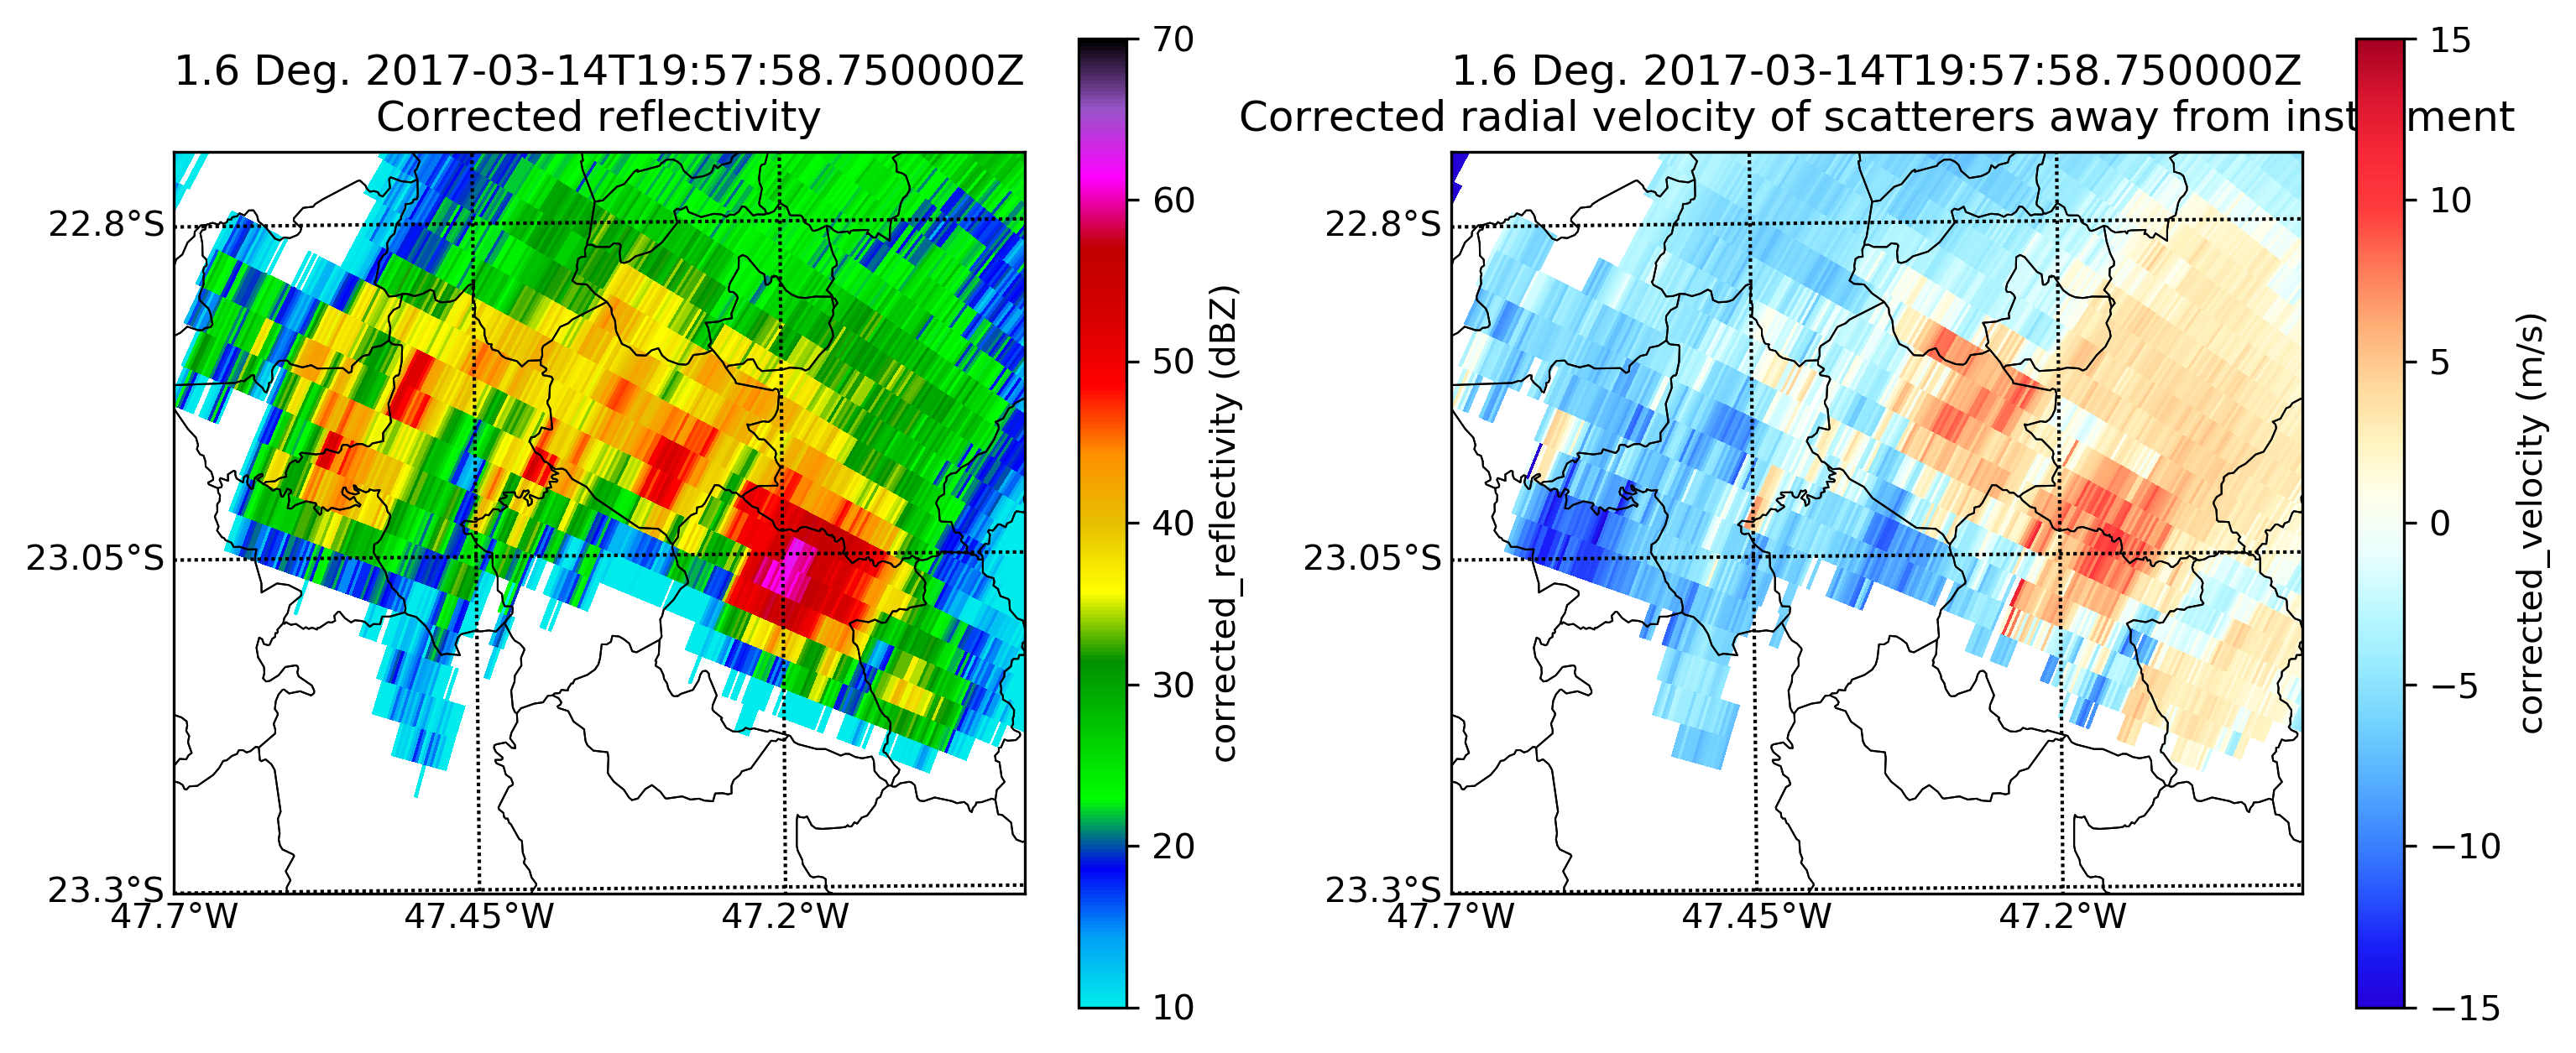 1.6 Deg. 2017-03-14T19:57:58.750000Z
Corrected reflectivity
22.8°S
23.05°S
23.3°S
47.7°W
47.45°W
47.2°W
70
60
50
40
30
20
10
corrected_reflectivity (dBZ)
1.6 Deg. 2017-03-14T19:57:58.750000Z
Corrected radial velocity of scatterers away from instrument
22.8°S
23.05°S
23.3°S
47.7°W
47.45°W
47.2°W
15
10
5
0
−5
−10
−15
corrected_velocity (m/s)